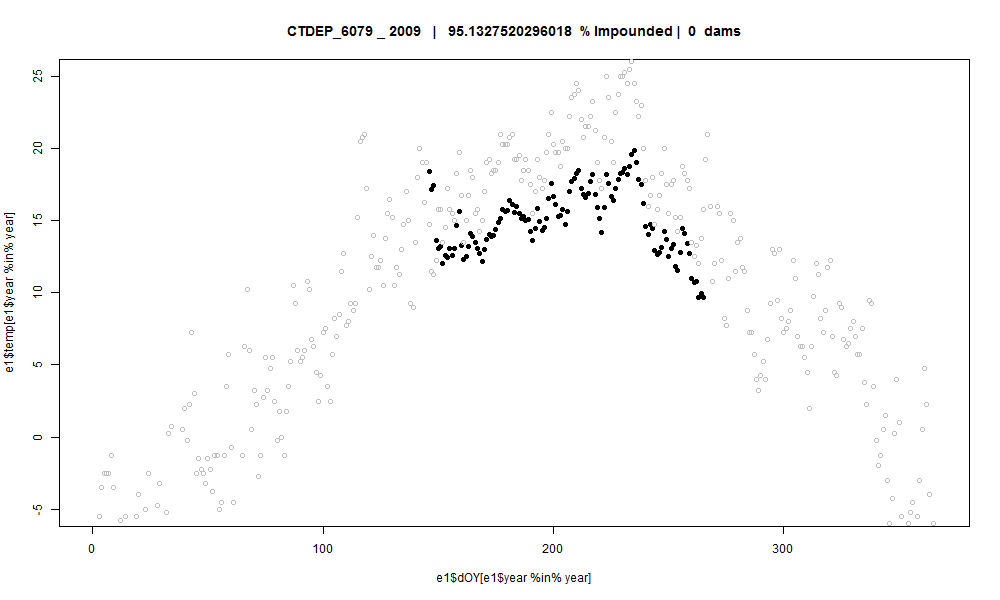 CTDEP_6079 _ 2009 | 95.1327520296018 % Impounded | 0 dams
e1$temp[e1$year %in% year]
25
20
15
10
5
0
-5
0 100 200 300
e1$dOY[e1$year %in% year]